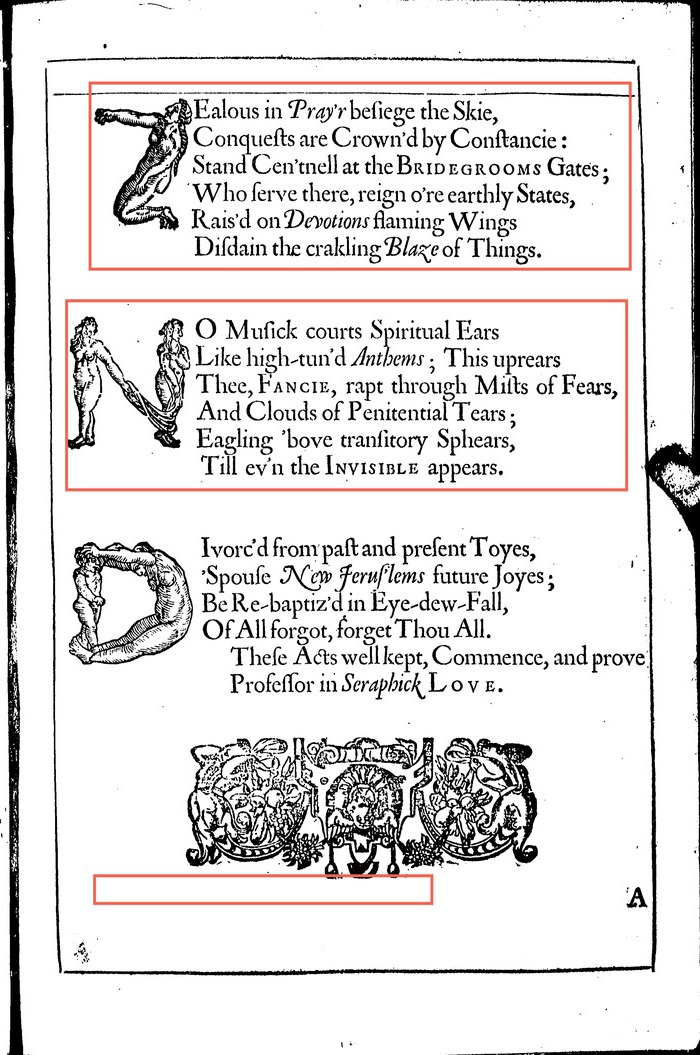 ZEalous in Pray'r beſiege the Skie,
Conqueſts are Crown'd by Conſtancie:
Stand Cen'tnell at the BRIDEGROOMS Gates;
Who ſerve there, reign o're earthly States,
Rais'd on Devotions flaming Wings
Diſdain the crakling Blaze of Things.
NO Muſick courts Spiritual Ears
Like high-tun'd Anthems; This uprears
Thee, FANCIE, rapt through Miſts of Fears,
And Clouds of Penitential Tears;
Eagling 'bove tranſitory Sphears,
Till ev'n the INVISIBLE appears.
DIvorc'd from paſt and preſent Toyes,
'Spouſe New Jeruſlems future Joyes;
Be Re-baptiz'd in Eye-dew-Fall,
Of All forgot, forget Thou All.
Theſe Acts well kept, Commence, and prove
Profeſſor in Seraphick LOVE.
A